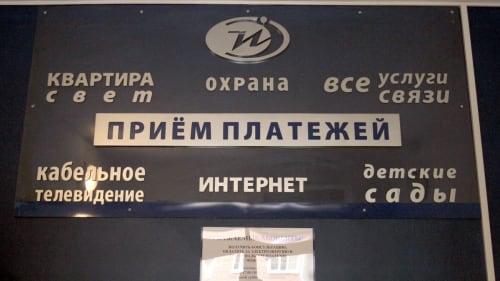 И
КВАРТИРА
свет
ОХРАНА
все услуги
связи
ПРИЁМ ПЛАТЕЖЕЙ
кабельное
телевидение
ИНТЕРНЕТ
детские
сады